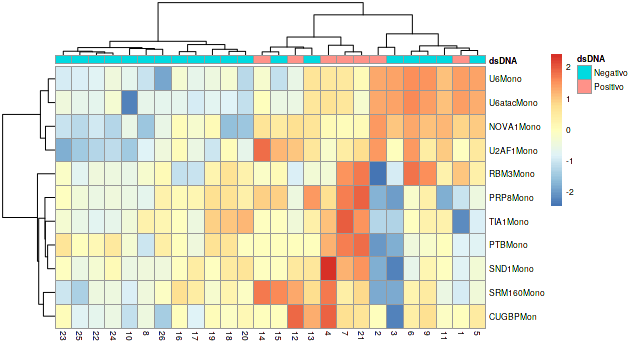 dsDNA
dsDNA
Negativo
Positivo
2
1
0
-1
-2
U6Mono
U6atacMono
NOVA1Mono
U2AF1Mono
RBM3Mono
PRP8Mono
TIA1Mono
PTBMono
SND1Mono
SRM160Mono
CUGBPMon
23 25 22 24 10 8 26 16 17 19 18 20 14 15 12 13 4 7 21 2 3 6 9 11 1 5